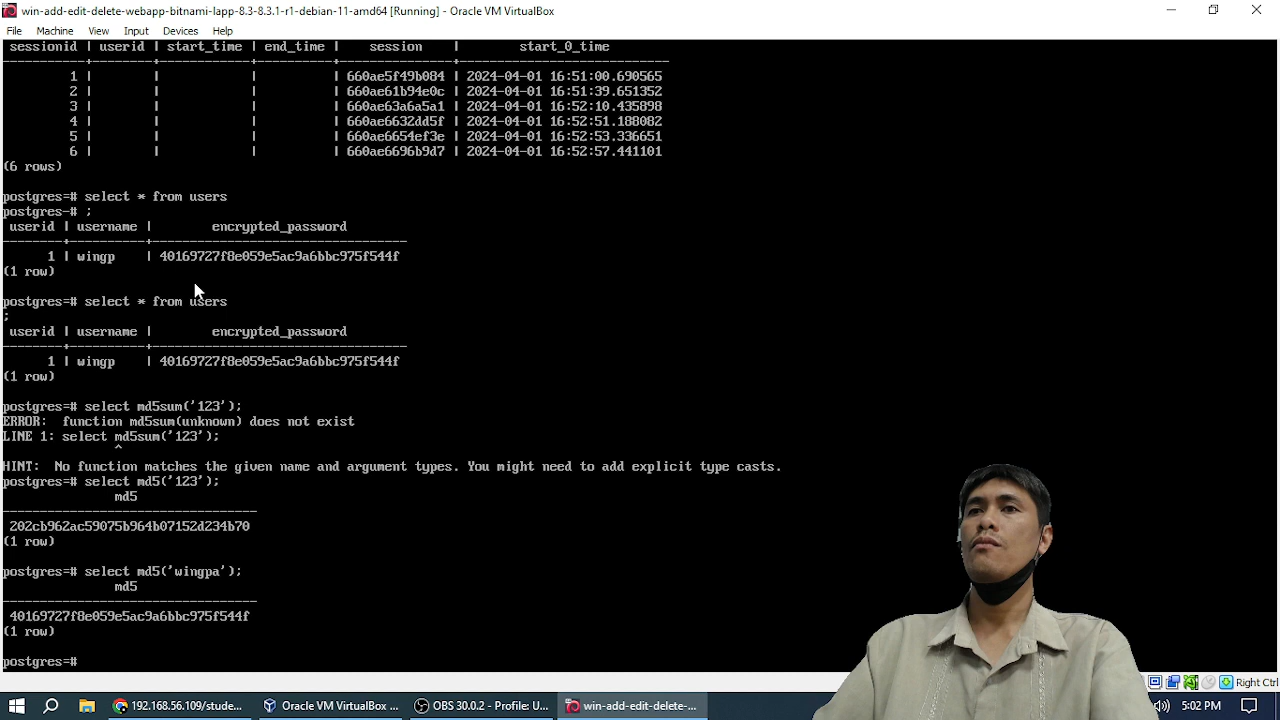 win-add-edit-delete-webapp-bitnami-lapp-8.3-8.3.1-r1-debian-11-amd64 [Running] - Oracle VM VirtualBox
File Machine View Input Devices Help
sessionid | userid | start_time | end_time | session | start_0_time
-----------+--------+------------+----------+---------------+----------------------------
1 | | | | 660ae5f49b084 | 2024-04-01 16:51:00.690565
2 | | | | 660ae61b94e0c | 2024-04-01 16:51:39.651352
3 | | | | 660ae63a6a5a1 | 2024-04-01 16:52:10.435898
4 | | | | 660ae6632dd5f | 2024-04-01 16:52:51.188082
5 | | | | 660ae6654ef3e | 2024-04-01 16:52:53.336651
6 | | | | 660ae6696b9d7 | 2024-04-01 16:52:57.441101
(6 rows)
postgres=# select * from users
postgres-# ;
userid | username | encrypted_password
--------+----------+----------------------------------
1 | wingp | 40169727f8e059e5ac9a6bbc975f544f
(1 row)
postgres=# select * from users
;
userid | username | encrypted_password
--------+----------+----------------------------------
1 | wingp | 40169727f8e059e5ac9a6bbc975f544f
(1 row)
postgres=# select md5sum('123');
ERROR: function md5sum(unknown) does not exist
LINE 1: select md5sum('123');
^
HINT: No function matches the given name and argument types. You might need to add explicit type casts.
postgres=# select md5('123');
md5
----------------------------------
202cb962ac59075b964b07152d234b70
(1 row)
postgres=# select md5('wingpa');
md5
----------------------------------
40169727f8e059e5ac9a6bbc975f544f
(1 row)
postgres=#
Right Ctrl
192.168.56.109/stude... Oracle VM VirtualBox ... OBS 30.0.2 - Profile: U... win-add-edit-delete-... 5:02 PM